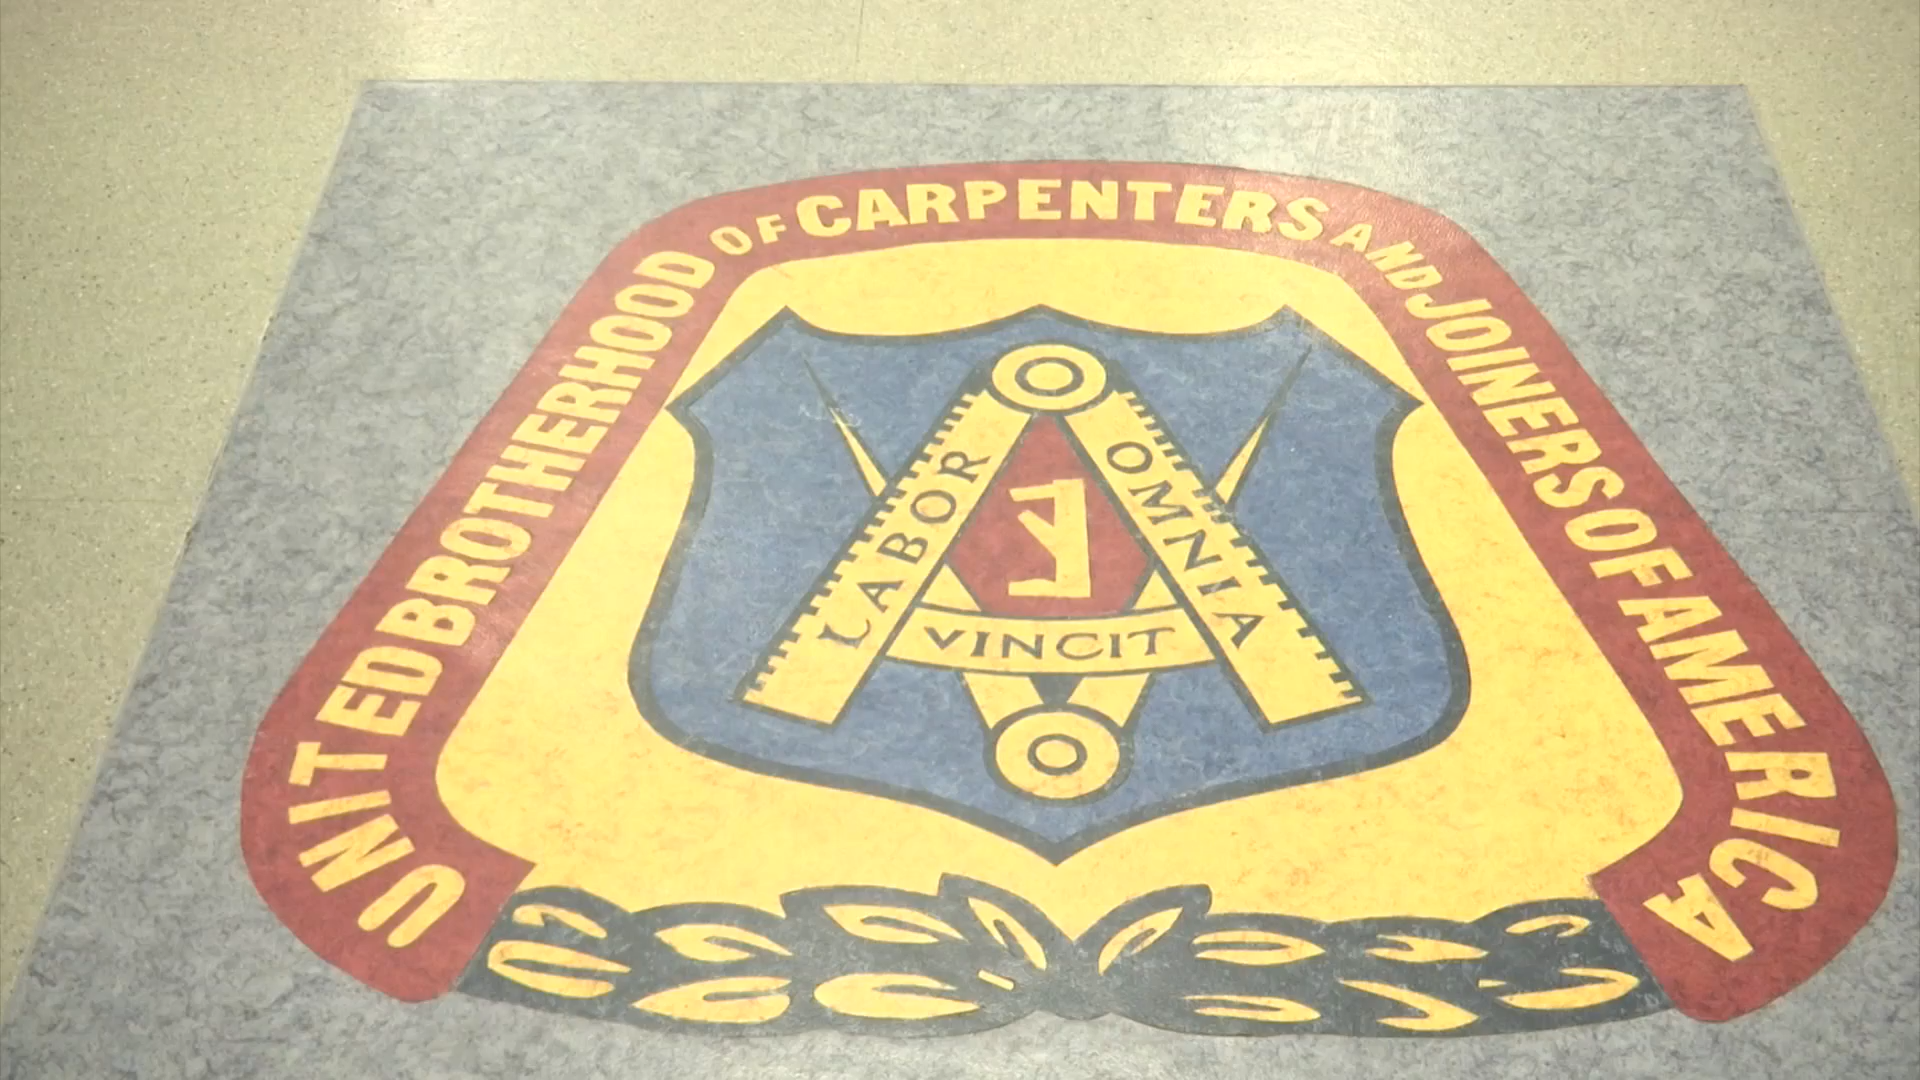 UNITED BROTHERHOOD OF CARPENTERS AND JOINERS OF AMERICA
LABOR
OMNIA
VINCIT